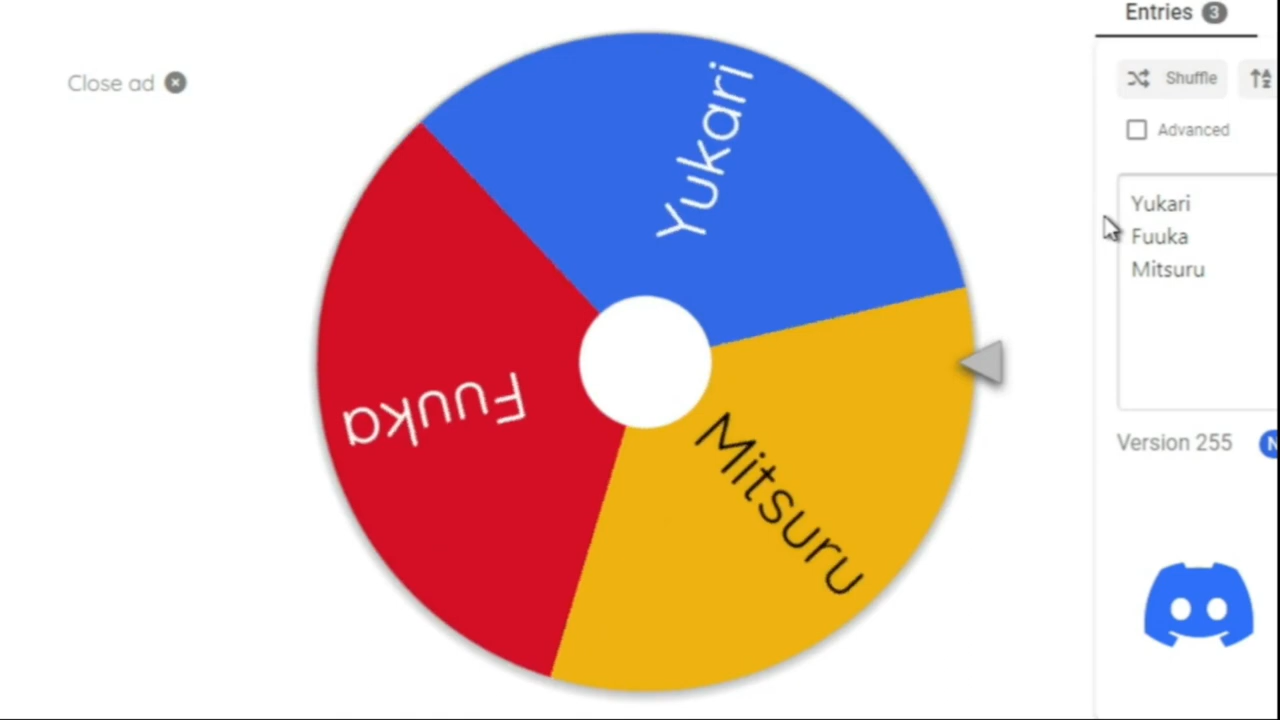 Entries 3
Close ad
Shuffle
Advanced
Yukari
Fuuka
Mitsuru
Yukari
Fuuka
Mitsuru
Version 255